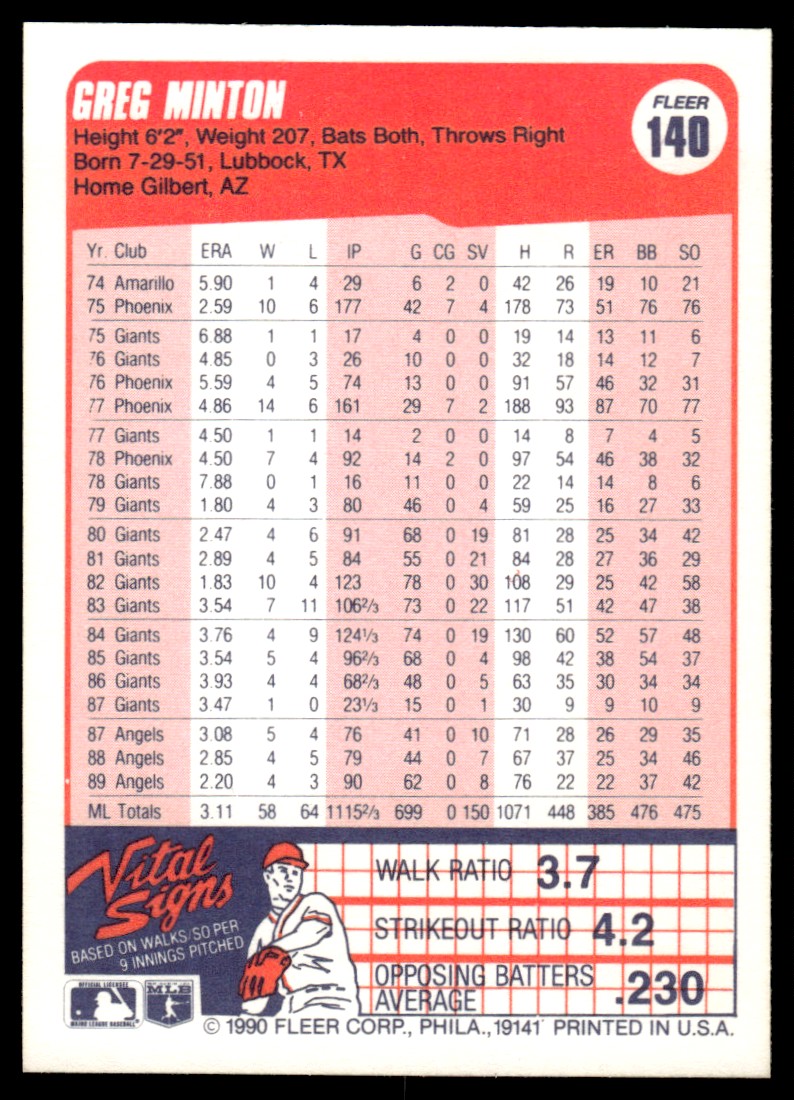 GREG MINTON
FLEER
140
Height 6'2", Weight 207, Bats Both, Throws Right
Born 7-29-51, Lubbock, TX
Home Gilbert, AZ
Yr. Club ERA W L IP G CG SV H R ER BB SO
74 Amarillo 5.90 1 4 29 6 2 0 42 26 19 10 21
75 Phoenix 2.59 10 6 177 42 7 4 178 73 51 76 76
75 Giants 6.88 1 1 17 4 0 0 19 14 13 11 6
76 Giants 4.85 0 3 26 10 0 0 32 18 14 12 7
76 Phoenix 5.59 4 5 74 13 0 0 91 57 46 32 31
77 Phoenix 4.86 14 6 161 29 7 2 188 93 87 70 77
77 Giants 4.50 1 1 14 2 0 0 14 8 7 4 5
78 Phoenix 4.50 7 4 92 14 2 0 97 54 46 38 32
78 Giants 7.88 0 1 16 11 0 0 22 14 14 8 6
79 Giants 1.80 4 3 80 46 0 4 59 25 16 27 33
80 Giants 2.47 4 6 91 68 0 19 81 28 25 34 42
81 Giants 2.89 4 5 84 55 0 21 84 28 27 36 29
82 Giants 1.83 10 4 123 78 0 30 108 29 25 42 58
83 Giants 3.54 7 11 106 2/3 73 0 22 117 51 42 47 38
84 Giants 3.76 4 9 124 1/3 74 0 19 130 60 52 57 48
85 Giants 3.54 5 4 96 2/3 68 0 4 98 42 38 54 37
86 Giants 3.93 4 4 68 2/3 48 0 5 63 35 30 34 34
87 Giants 3.47 1 0 23 1/3 15 0 1 30 9 9 10 9
87 Angels 3.08 5 4 76 41 0 10 71 28 26 29 35
88 Angels 2.85 4 5 79 44 0 7 67 37 25 34 46
89 Angels 2.20 4 3 90 62 0 8 76 22 22 37 42
ML Totals 3.11 58 64 1115 2/3 699 0 150 1071 448 385 476 475
Vital
Signs
BASED ON WALKS/SO PER
9 INNINGS PITCHED
WALK RATIO 3.7
STRIKEOUT RATIO 4.2
OPPOSING BATTERS
AVERAGE .230
OFFICIAL LICENSEE
MAJOR LEAGUE BASEBALL
MLB
© 1990 FLEER CORP., PHILA., 19141 PRINTED IN U.S.A.